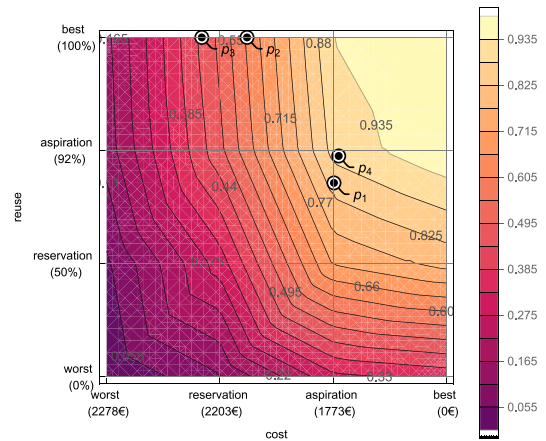 best
(100%)
aspiration
(92%)
reservation
(50%)
worst
(0%)
reuse
p3
p2
p4
p1
0.88
0.935
0.715
0.385
0.44
0.77
0.825
0.495
0.66
0.22
0.33
worst
(2278€)
reservation
(2203€)
aspiration
(1773€)
best
(0€)
cost
0.935
0.825
0.715
0.605
0.495
0.385
0.275
0.165
0.055